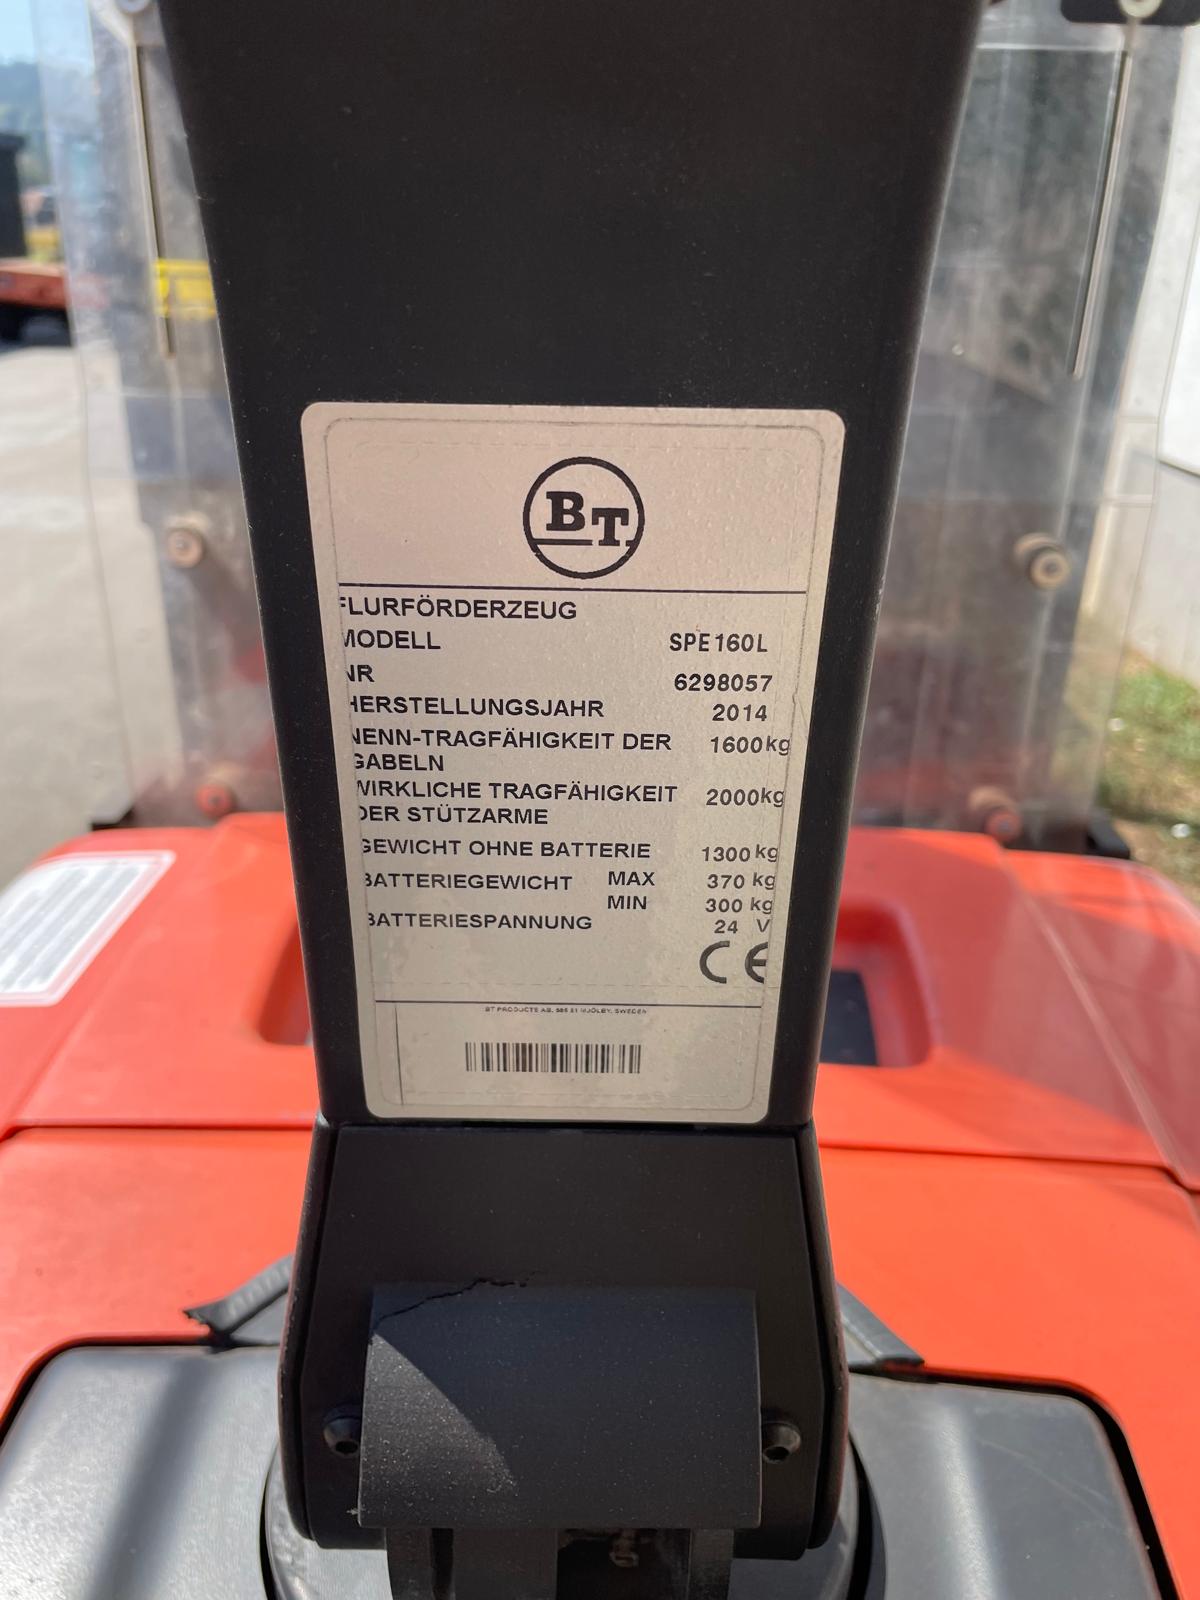 BT
FLURFÖRDERZEUG
MODELL SPE160L
NR 6298057
HERSTELLUNGSJAHR 2014
NENN-TRAGFÄHIGKEIT DER 1600kg
GABELN
WIRKLICHE TRAGFÄHIGKEIT 2000kg
DER STÜTZARME
GEWICHT OHNE BATTERIE 1300 kg
BATTERIEGEWICHT MAX 370 kg
MIN 300 kg
BATTERIESPANNUNG 24 V
CE
BT PRODUCTS AB, 595 81 MJÖLBY, SWEDEN